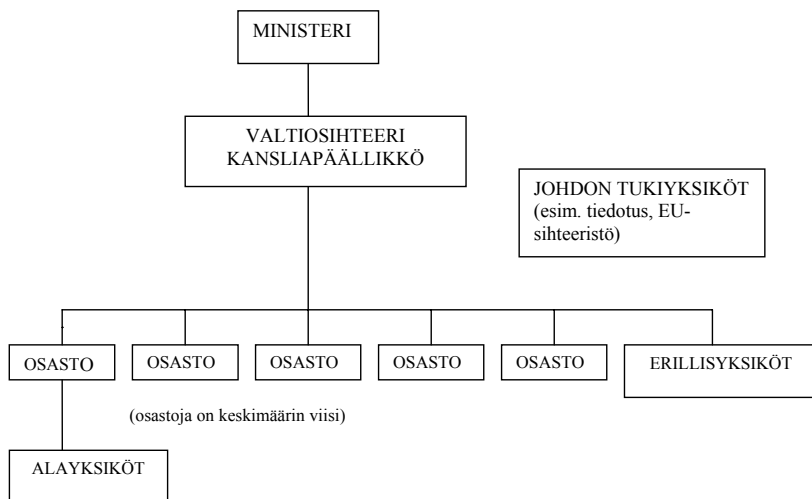 MINISTERI
VALTIOSIHTEERI
KANSLIAPÄÄLLIKKÖ
JOHDON TUKIYKSIKÖT
(esim. tiedotus, EU-
sihteeristö)
OSASTO
OSASTO
OSASTO
OSASTO
OSASTO
ERILLISYKSIKÖT
(osastoja on keskimäärin viisi)
ALAYKSIKÖT